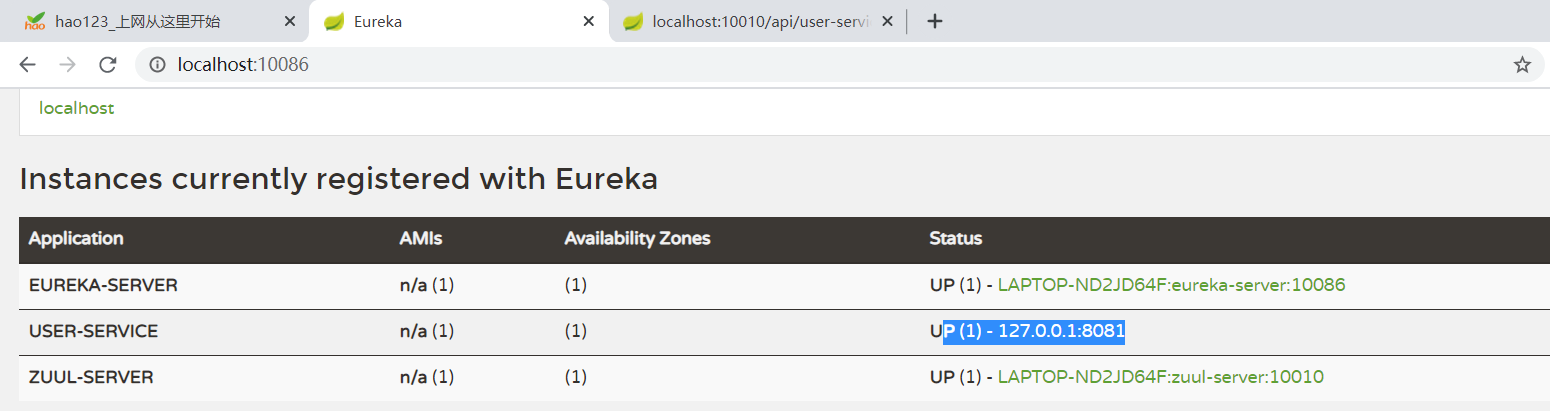 hao hao123_上网从这里开始 Eureka localhost:10010/api/user-servi
localhost:10086
localhost
Instances currently registered with Eureka
Application AMIs Availability Zones Status
EUREKA-SERVER n/a (1) (1) UP (1) - LAPTOP-ND2JD64F:eureka-server:10086
USER-SERVICE n/a (1) (1) UP (1) - 127.0.0.1:8081
ZUUL-SERVER n/a (1) (1) UP (1) - LAPTOP-ND2JD64F:zuul-server:10010